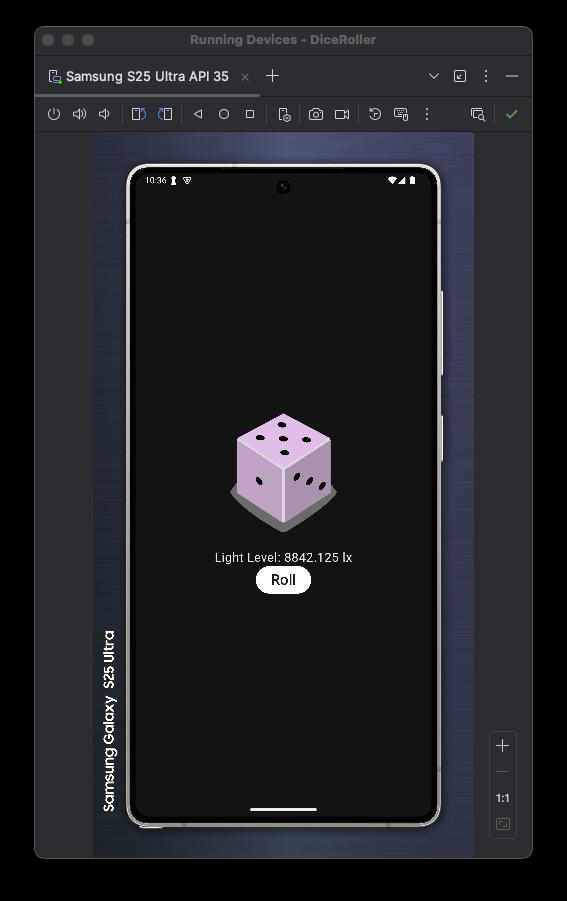 Running Devices - DiceRoller
Samsung S25 Ultra API 35
10:36
Light Level: 8842.125 lx
Roll
Samsung Galaxy S25 Ultra
1:1